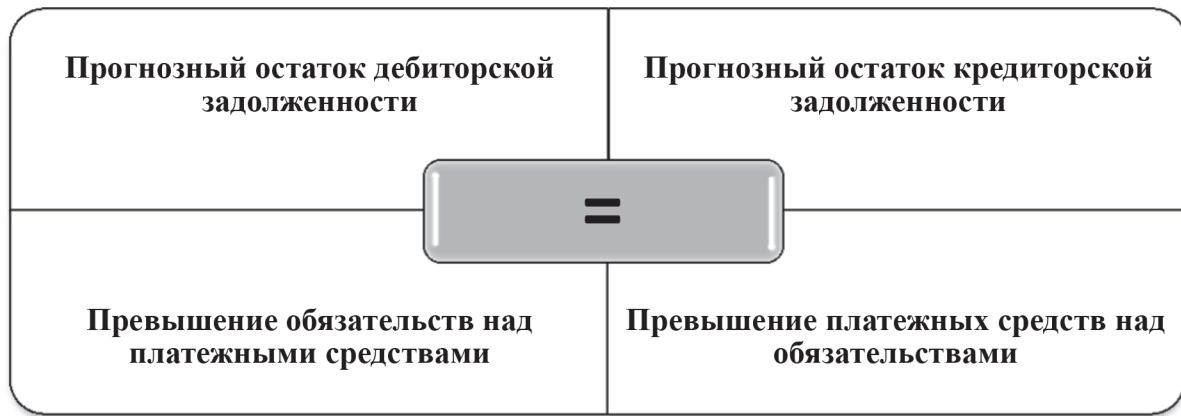 Прогнозный остаток дебиторской
задолженности
Прогнозный остаток кредиторской
задолженности
=
Превышение обязательств над
платежными средствами
Превышение платежных средств над
обязательствами